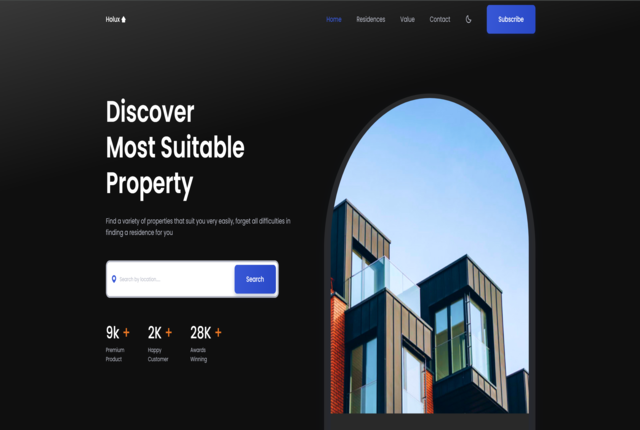 Holux
Home
Residences
Value
Contact
Subscribe
Discover
Most Suitable
Property
Find a variety of properties that suit you very easily, forget all difficulties in
finding a residence for you
Search by location...
Search
9k +
2K +
28K +
Premium
Product
Happy
Customer
Awards
Winning